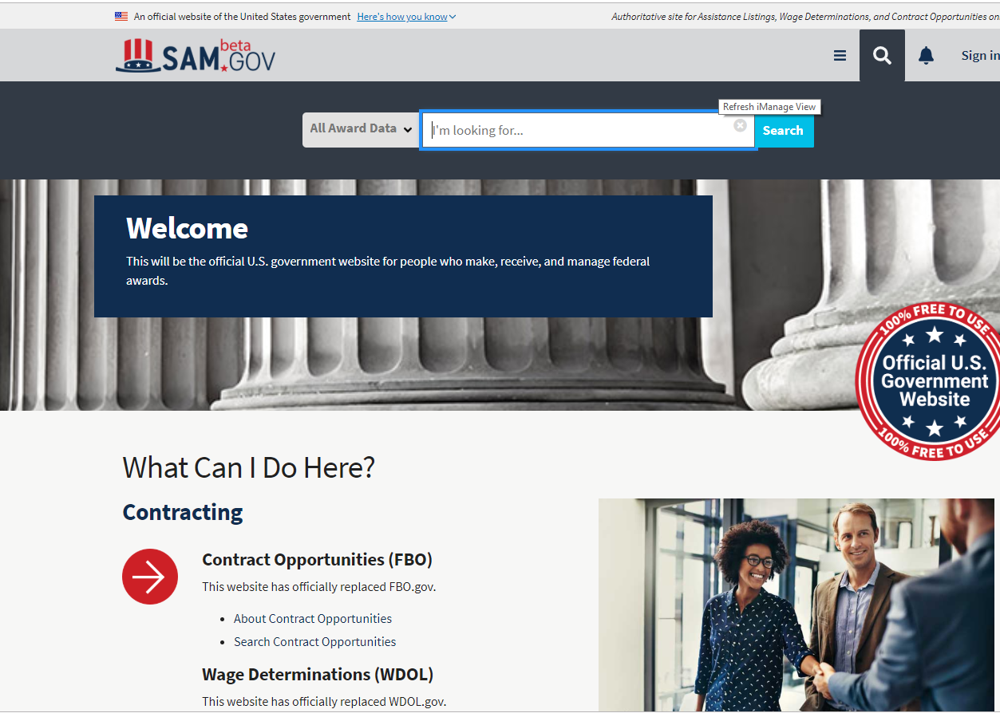 An official website of the United States government Here's how you know
Authoritative site for Assistance Listings, Wage Determinations, and Contract Opportunities
SAM.GOV beta
Sign in
Refresh iManage View
All Award Data
I'm looking for...
Search
Welcome
This will be the official U.S. government website for people who make, receive, and manage federal
awards.
100% FREE TO USE
Official U.S.
Government
Website
100% FREE TO USE
What Can I Do Here?
Contracting
Contract Opportunities (FBO)
This website has officially replaced FBO.gov.
About Contract Opportunities
Search Contract Opportunities
Wage Determinations (WDOL)
This website has officially replaced WDOL.gov.